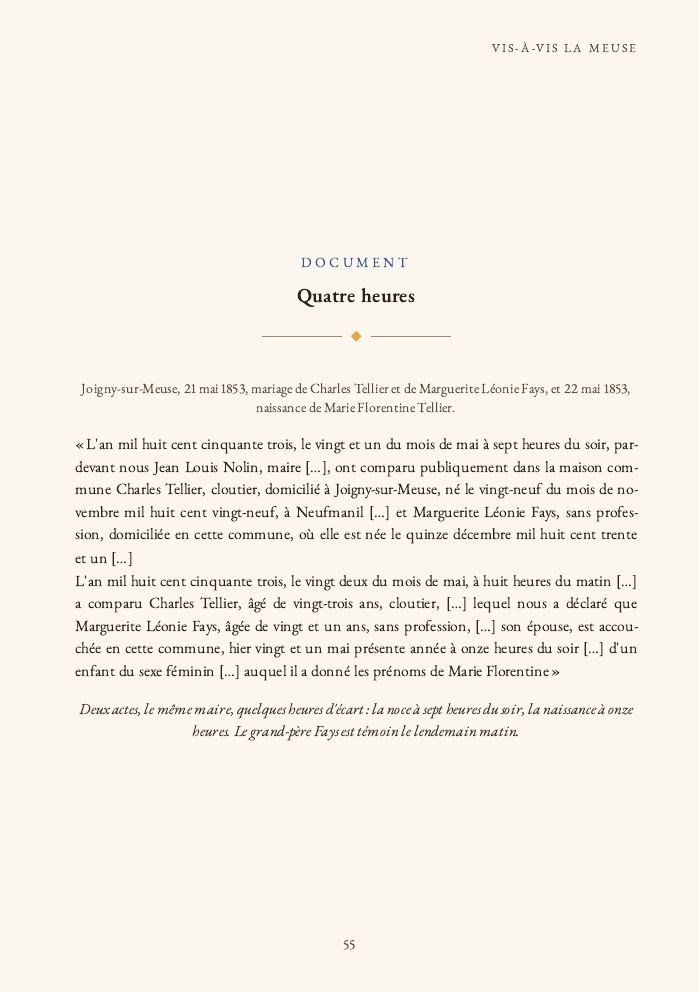 VIS-À-VIS LA MEUSE
DOCUMENT
Quatre heures
Joigny-sur-Meuse, 21 mai 1853, mariage de Charles Tellier et de Marguerite Léonie Fays, et 22 mai 1853,
naissance de Marie Florentine Tellier.
« L'an mil huit cent cinquante trois, le vingt et un du mois de mai à sept heures du soir, par-
devant nous Jean Louis Nolin, maire [...], ont comparu publiquement dans la maison com-
mune Charles Tellier, cloutier, domicilié à Joigny-sur-Meuse, né le vingt-neuf du mois de no-
vembre mil huit cent vingt-neuf, à Neufmanil [...] et Marguerite Léonie Fays, sans profes-
sion, domiciliée en cette commune, où elle est née le quinze décembre mil huit cent trente
et un [...]
L'an mil huit cent cinquante trois, le vingt deux du mois de mai, à huit heures du matin [...]
a comparu Charles Tellier, âgé de vingt-trois ans, cloutier, [...] lequel nous a déclaré que
Marguerite Léonie Fays, âgée de vingt et un ans, sans profession, [...] son épouse, est accou-
chée en cette commune, hier vingt et un mai présente année à onze heures du soir [...] d'un
enfant du sexe féminin [...] auquel il a donné les prénoms de Marie Florentine »
Deux actes, le même maire, quelques heures d'écart : la noce à sept heures du soir, la naissance à onze
heures. Le grand-père Fays est témoin le lendemain matin.
55